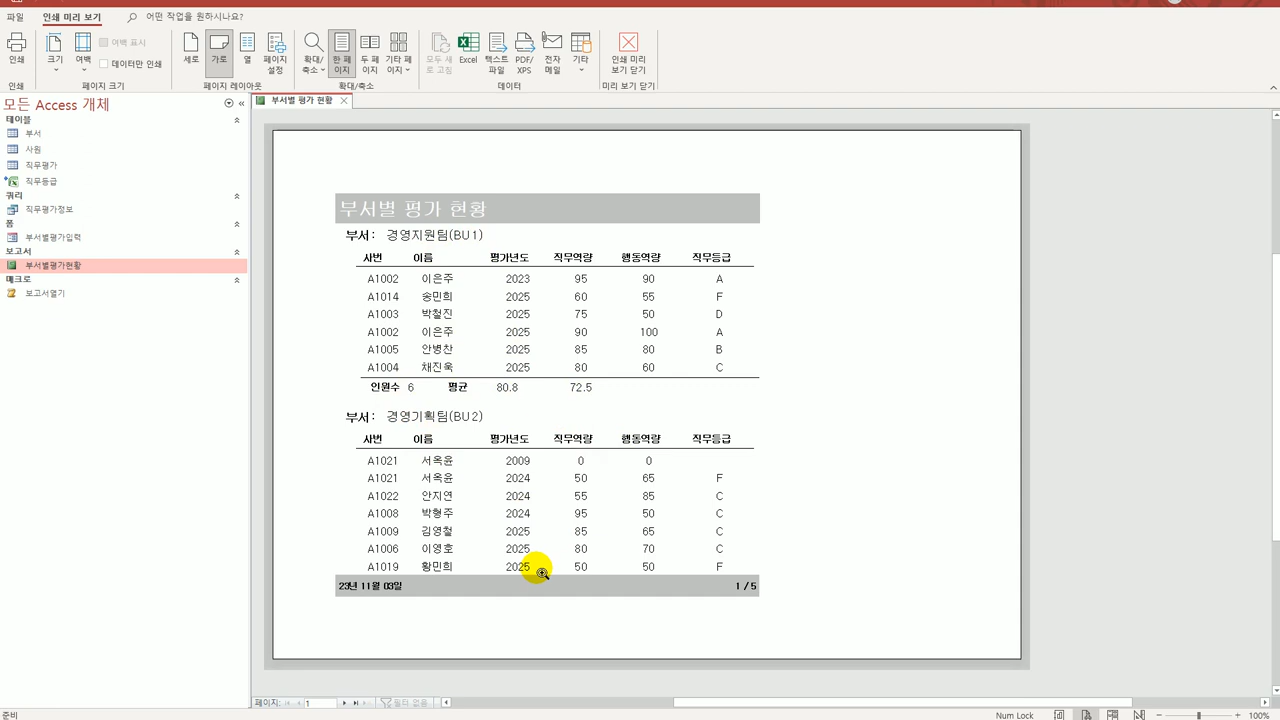 파일 인쇄 미리 보기 어떤 작업을 원하시나요?
인쇄 크기 여백 여백 표시 데이터만 인쇄 세로 가로 열 페이지 설정 확대/축소 한 페이지 두 페이지 기타 페이지 모두 새로 고침 Excel 텍스트 파일 PDF/XPS 전자 메일 기타 인쇄 미리 보기 닫기
인쇄 페이지 크기 페이지 레이아웃 확대/축소 데이터 미리 보기 닫기
모든 Access 개체
테이블
부서
사원
직무평가
직무등급
쿼리
직무평가정보
폼
부서별평가입력
보고서
부서별평가현황
매크로
보고서열기
부서별 평가 현황
부서별 평가 현황
부서: 경영지원팀(BU1)
사번 이름 평가년도 직무역량 행동역량 직무등급
A1002 이은주 2023 95 90 A
A1014 송민희 2025 60 55 F
A1003 박철진 2025 75 50 D
A1002 이은주 2025 90 100 A
A1005 안병찬 2025 85 80 B
A1004 채진욱 2025 80 60 C
인원수 6 평균 80.8 72.5
부서: 경영기획팀(BU2)
사번 이름 평가년도 직무역량 행동역량 직무등급
A1021 서옥윤 2009 0 0
A1021 서옥윤 2024 50 65 F
A1022 안지연 2024 55 85 C
A1008 박형주 2024 95 50 C
A1009 김영철 2025 85 65 C
A1006 이영호 2025 80 70 C
A1019 황민희 2025 50 50 F
23년 11월 03일 1 / 5
페이지: 1 필터 없음
준비 Num Lock 100%